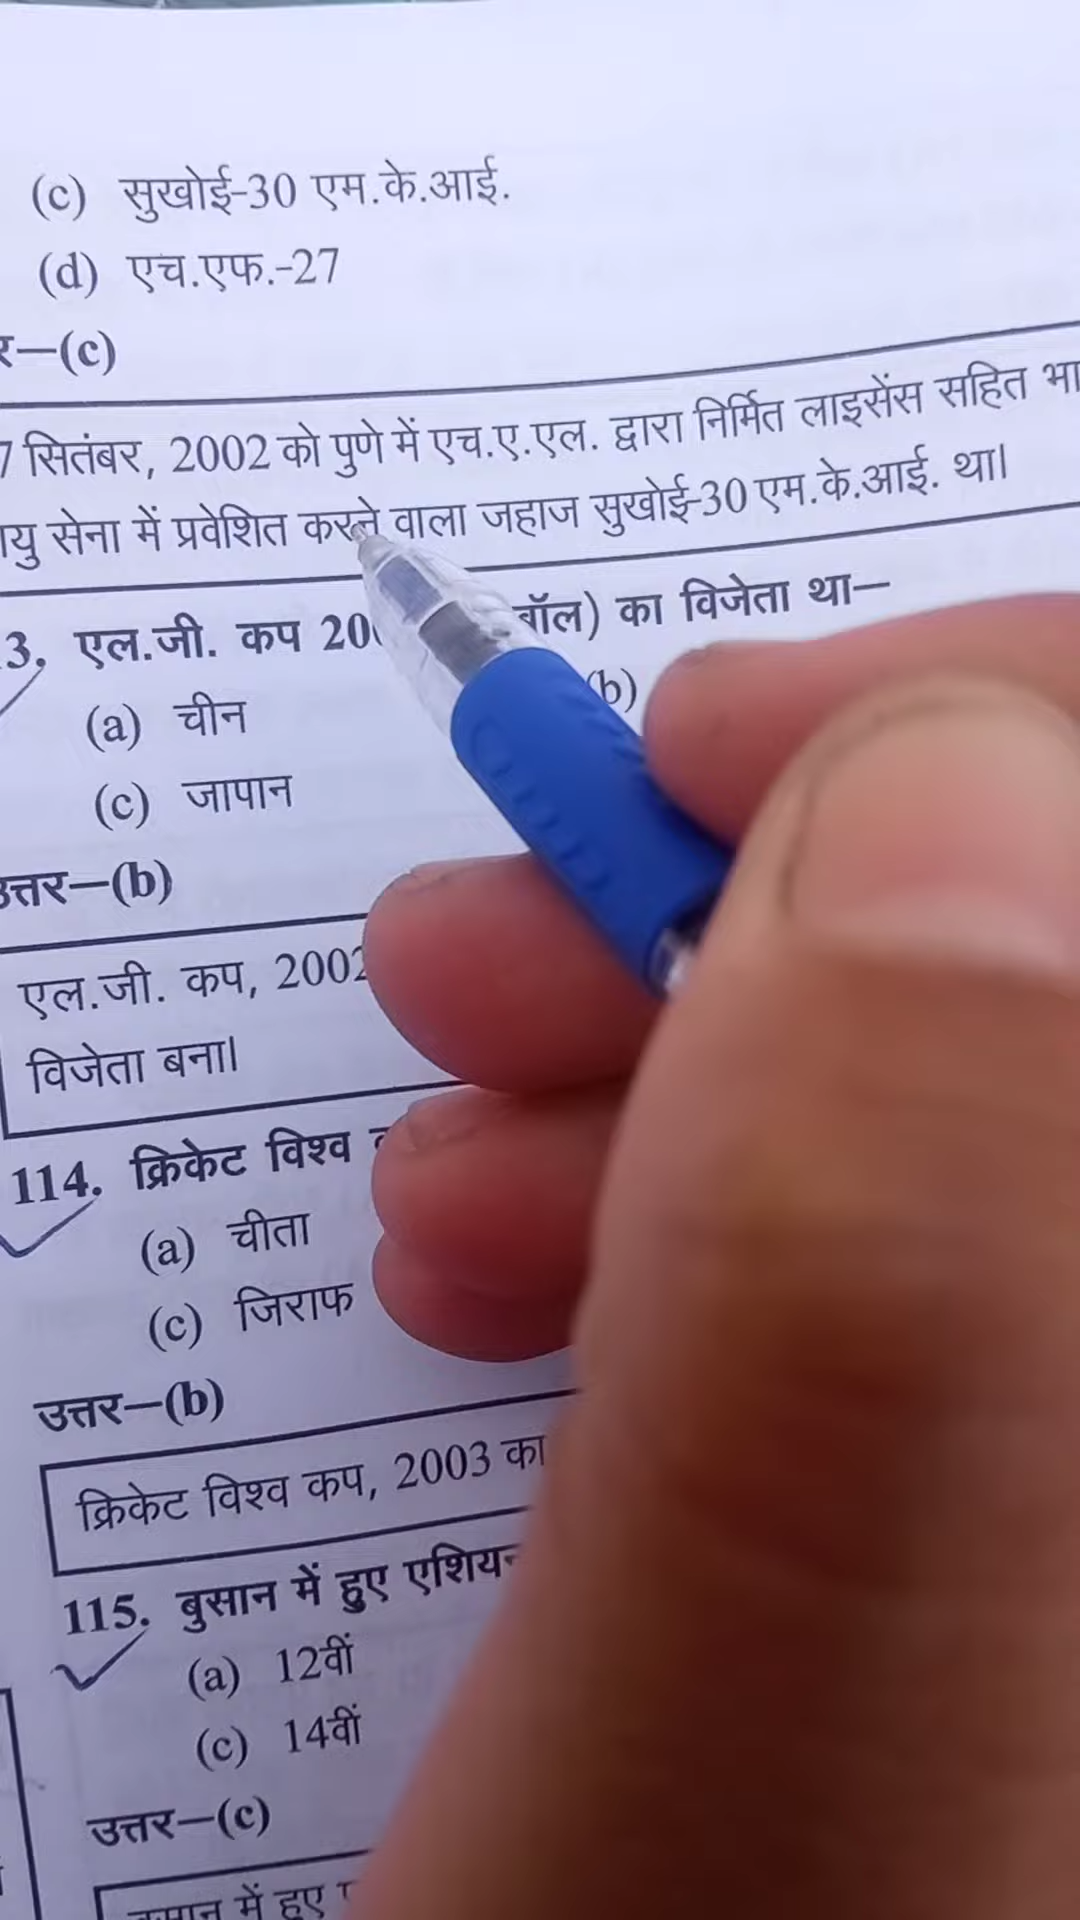 (c) सुखोई-30 एम.के.आई.
(d) एच.एफ.-27
र—(c)
7 सितंबर, 2002 को पुणे में एच.ए.एल. द्वारा निर्मित लाइसेंस सहित भा
यु सेना में प्रवेशित करने वाला जहाज सुखोई-30 एम.के.आई. था।
3. एल.जी. कप 20 बॉल) का विजेता था—
(a) चीन (b)
(c) जापान
उत्तर—(b)
एल.जी. कप, 2002
विजेता बना।
114. क्रिकेट विश्व
(a) चीता
(c) जिराफ
उत्तर—(b)
क्रिकेट विश्व कप, 2003 का
115. बुसान में हुए एशिय
(a) 12वीं
(c) 14वीं
उत्तर—(c)
में हुए